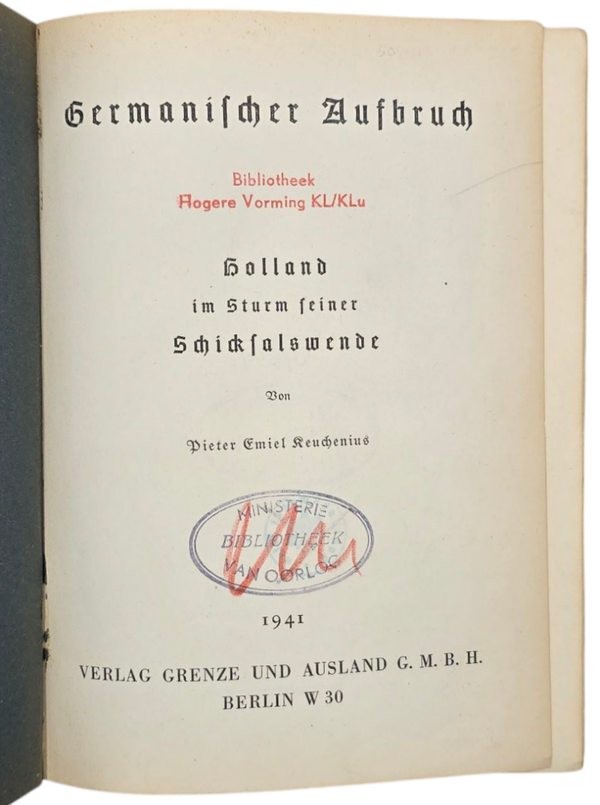 Germaniſcher Aufbruch
Bibliotheek
Hogere Vorming KL/KLu
Holland
im Sturm ſeiner
Schickſalswende
Von
Pieter Emiel Keuchenius
MINISTERIE
BIBLIOTHEEK
VAN OORLOG
1941
VERLAG GRENZE UND AUSLAND G. M. B. H.
BERLIN W 30